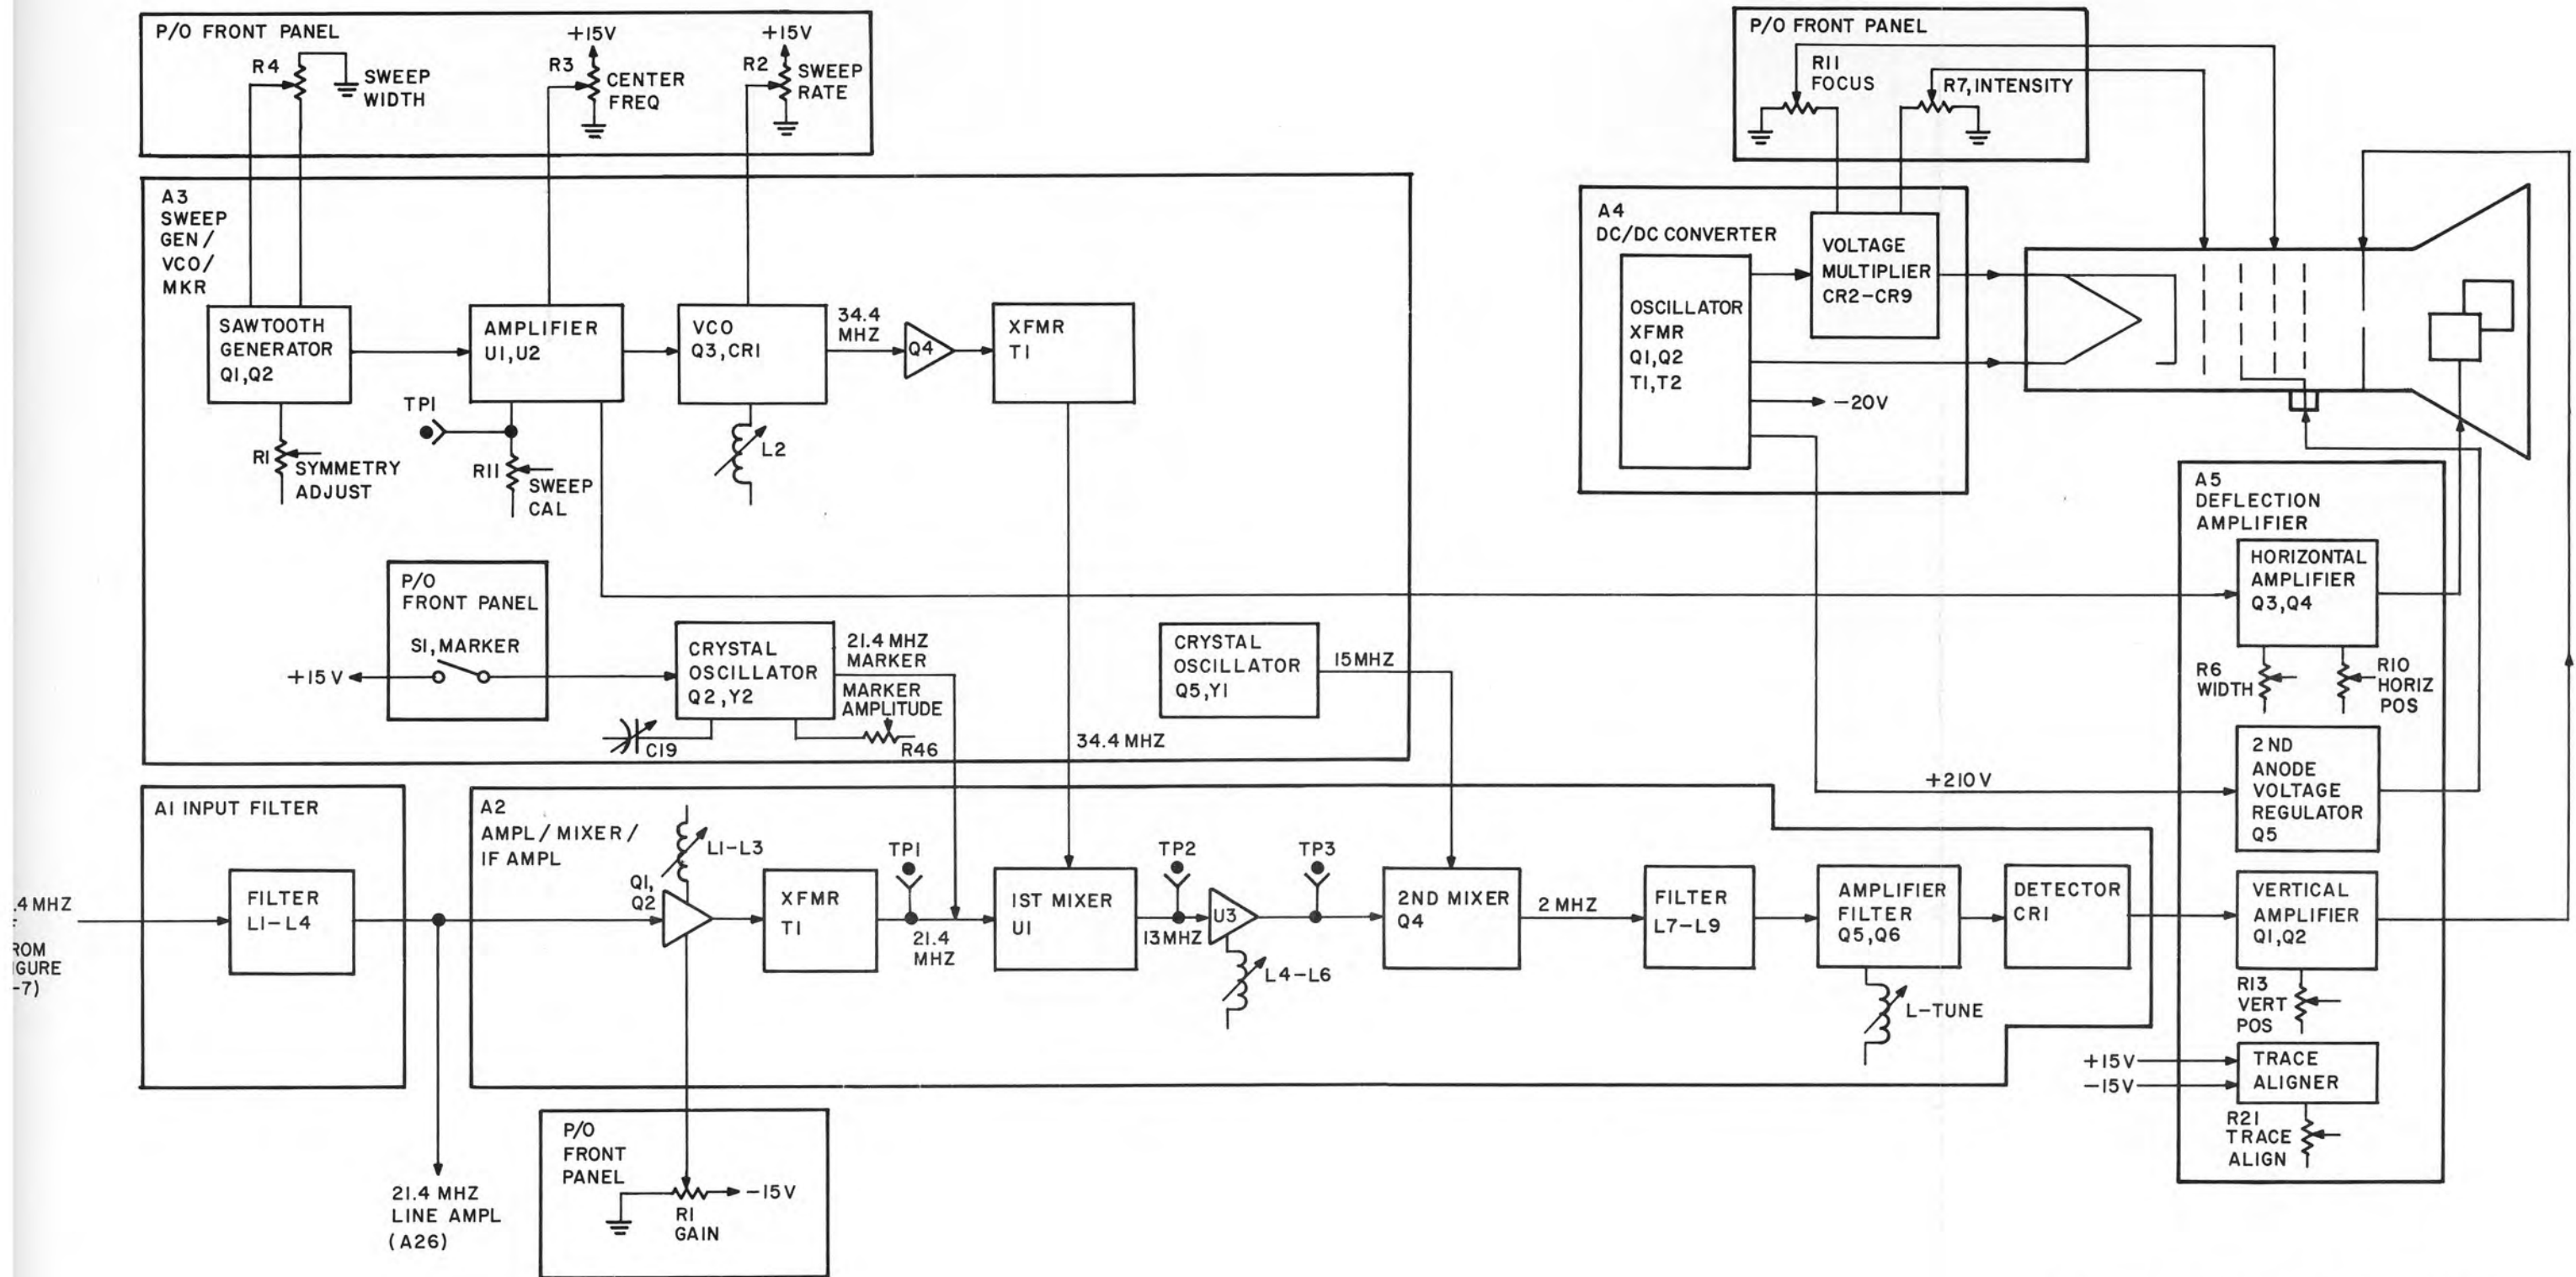 P/O FRONT PANEL
R4
SWEEP
WIDTH
+15V
R3
CENTER
FREQ
+15V
R2
SWEEP
RATE
P/O FRONT PANEL
R11
FOCUS
R7, INTENSITY
A3
SWEEP
GEN/
VCO/
MKR
SAWTOOTH
GENERATOR
Q1,Q2
AMPLIFIER
U1,U2
VCO
Q3,CR1
34.4
MHZ
Q4
XFMR
T1
R1
SYMMETRY
ADJUST
TP1
R11
SWEEP
CAL
L2
A4
DC/DC CONVERTER
OSCILLATOR
XFMR
Q1,Q2
T1,T2
VOLTAGE
MULTIPLIER
CR2-CR9
-20V
P/O
FRONT PANEL
S1, MARKER
+15V
CRYSTAL
OSCILLATOR
Q2,Y2
21.4 MHZ
MARKER
MARKER
AMPLITUDE
C19
R46
CRYSTAL
OSCILLATOR
Q5,Y1
15MHZ
34.4 MHZ
A5
DEFLECTION
AMPLIFIER
HORIZONTAL
AMPLIFIER
Q3,Q4
R6
WIDTH
R10
HORIZ
POS
+210V
2ND
ANODE
VOLTAGE
REGULATOR
Q5
VERTICAL
AMPLIFIER
Q1,Q2
R13
VERT
POS
+15V
-15V
TRACE
ALIGNER
R21
TRACE
ALIGN
A1 INPUT FILTER
.4 MHZ
ROM
IGURE
-7)
FILTER
L1-L4
21.4 MHZ
LINE AMPL
(A26)
A2
AMPL/MIXER/
IF AMPL
L1-L3
Q1,
Q2
XFMR
T1
TP1
21.4
MHZ
1ST MIXER
U1
TP2
13MHZ
U3
L4-L6
TP3
2ND MIXER
Q4
2 MHZ
FILTER
L7-L9
AMPLIFIER
FILTER
Q5,Q6
L-TUNE
DETECTOR
CR1
P/O
FRONT
PANEL
-15V
R1
GAIN